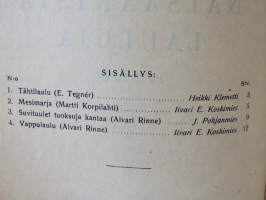 SISÄLLYS:
N:o Siv.
1. Tähtilaulu (E. Tegnér) Heikki Klemetti 3
2. Mesimarja (Martti Korpilahti) Iivari E. Koskimies 5
3. Suvituulet tuoksuja kantaa (Alvari Rinne) J. Pohjanmies 9
4. Vappulaulu (Alvari Rinne) Iivari E. Koskimies 12